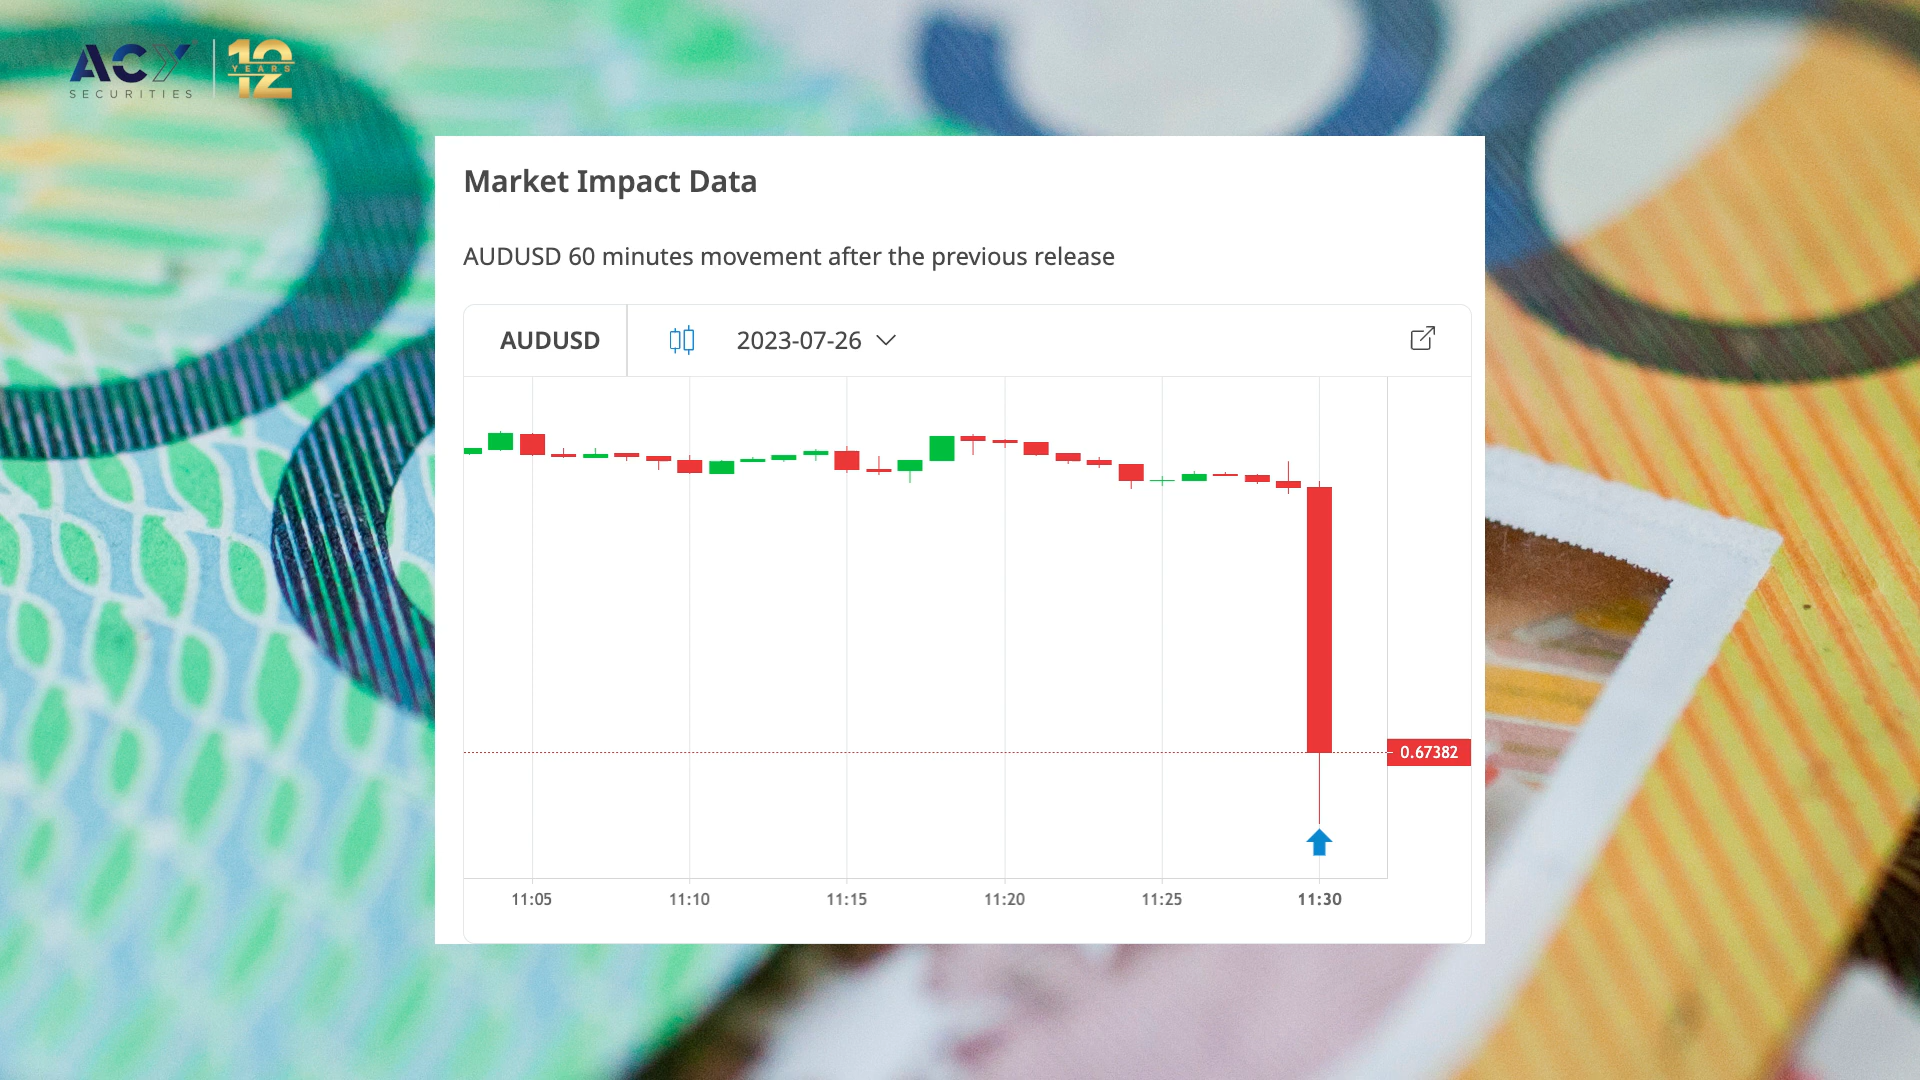 ACY
SECURITIES
12
YEARS
Market Impact Data
AUDUSD 60 minutes movement after the previous release
AUDUSD
2023-07-26
0.67382
11:05
11:10
11:15
11:20
11:25
11:30